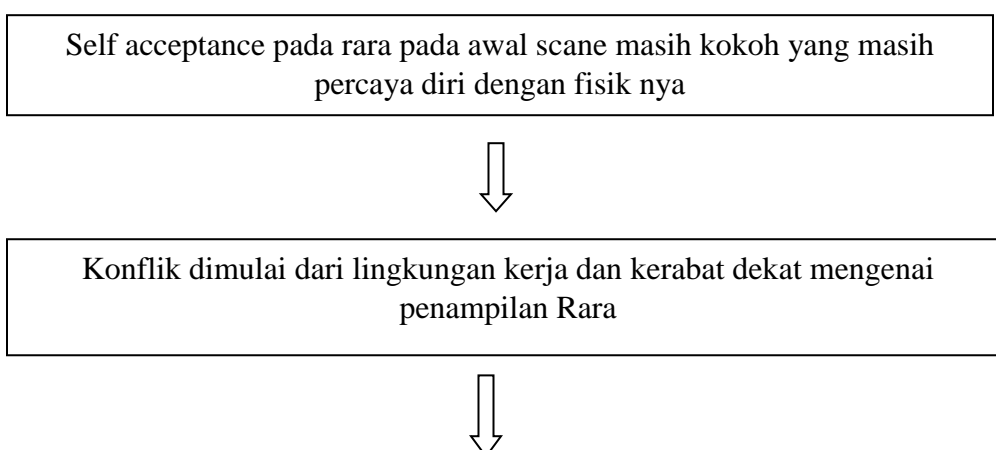 Self acceptance pada rara pada awal scane masih kokoh yang masih
percaya diri dengan fisik nya
Konflik dimulai dari lingkungan kerja dan kerabat dekat mengenai
penampilan Rara